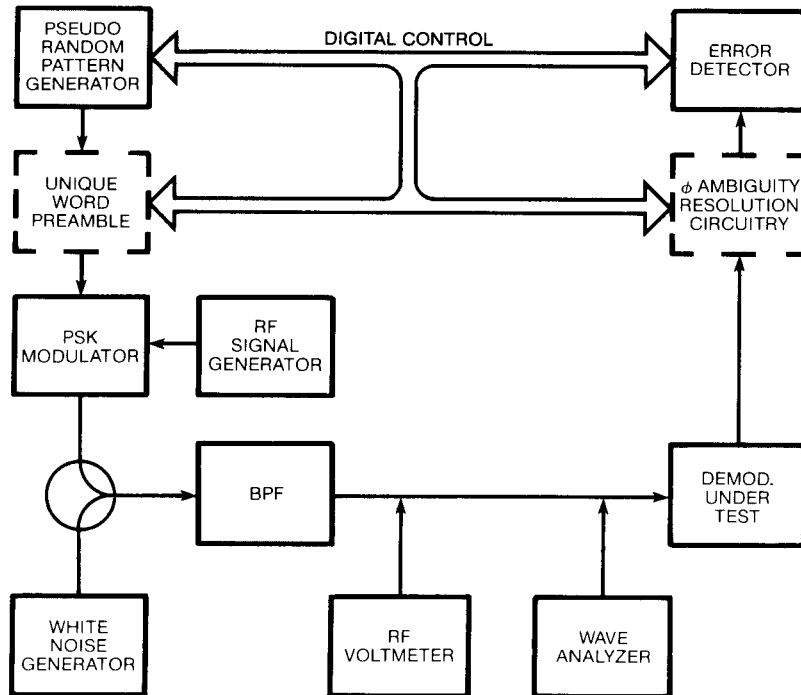 PSEUDO
RANDOM
PATTERN
GENERATOR
DIGITAL CONTROL
ERROR
DETECTOR
UNIQUE
WORD
PREAMBLE
ϕ AMBIGUITY
RESOLUTION
CIRCUITRY
PSK
MODULATOR
RF
SIGNAL
GENERATOR
BPF
DEMOD.
UNDER
TEST
WHITE
NOISE
GENERATOR
RF
VOLTMETER
WAVE
ANALYZER